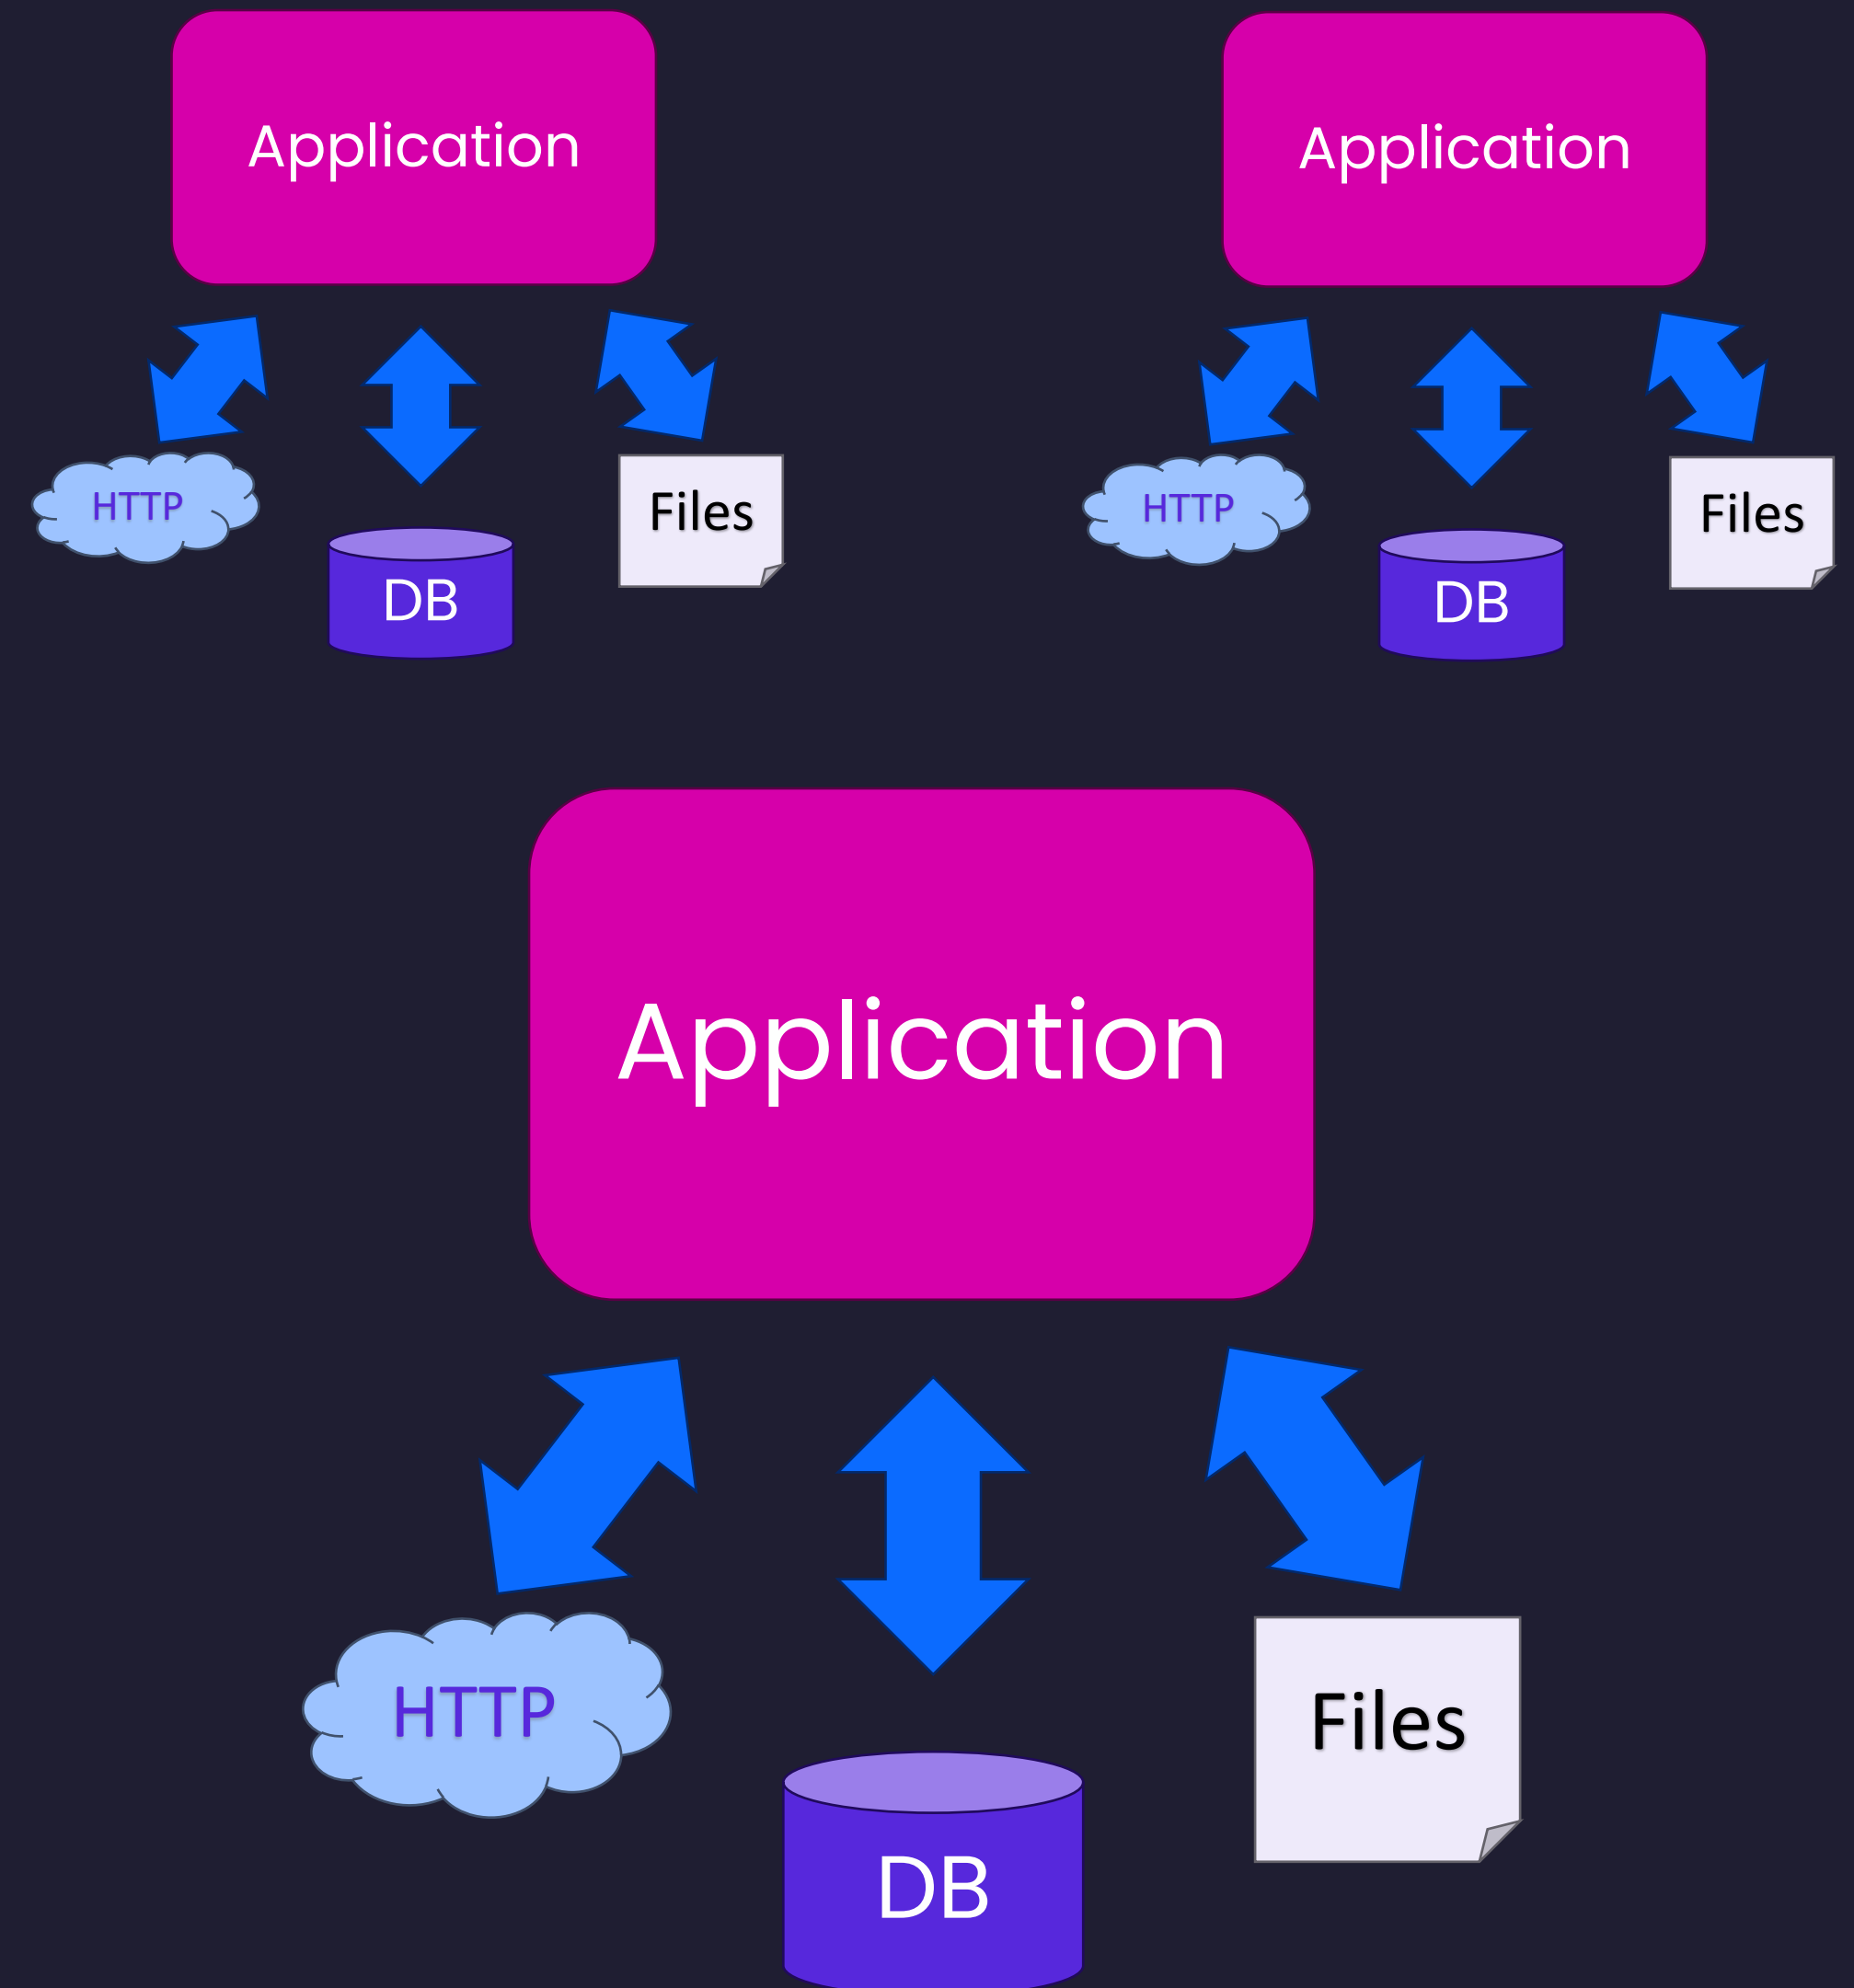 Application
Application
HTTP
DB
Files
HTTP
DB
Files
Application
HTTP
DB
Files